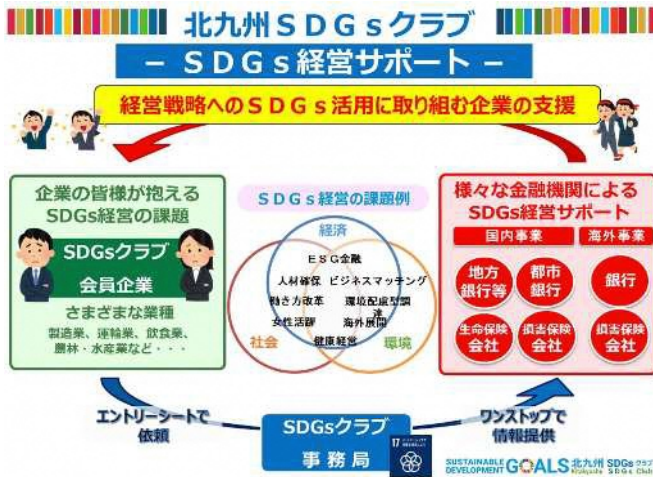 北九州SDGsクラブ
－ SDGs経営サポート －
経営戦略へのSDGs活用に取り組む企業の支援
企業の皆様が抱える
SDGs経営の課題
SDGsクラブ
会員企業
さまざまな業種
製造業、運輸業、飲食業、
農林・水産業など・・・
SDGs経営の課題例
経済
ESG金融
人材確保 ビジネスマッチング
働き方改革 環境配慮型調達
女性活躍 海外展開
健康経営
社会
環境
様々な金融機関による
SDGs経営サポート
国内事業 海外事業
地方
銀行等
都市
銀行
銀行
生命保険
会社
損害保険
会社
損害保険
会社
エントリーシートで
依頼
SDGsクラブ
事務局
17
ワンストップで
情報提供
SUSTAINABLE
DEVELOPMENT GOALS
北九州 SDGs クラブ
Kitakyushu SDGs Club